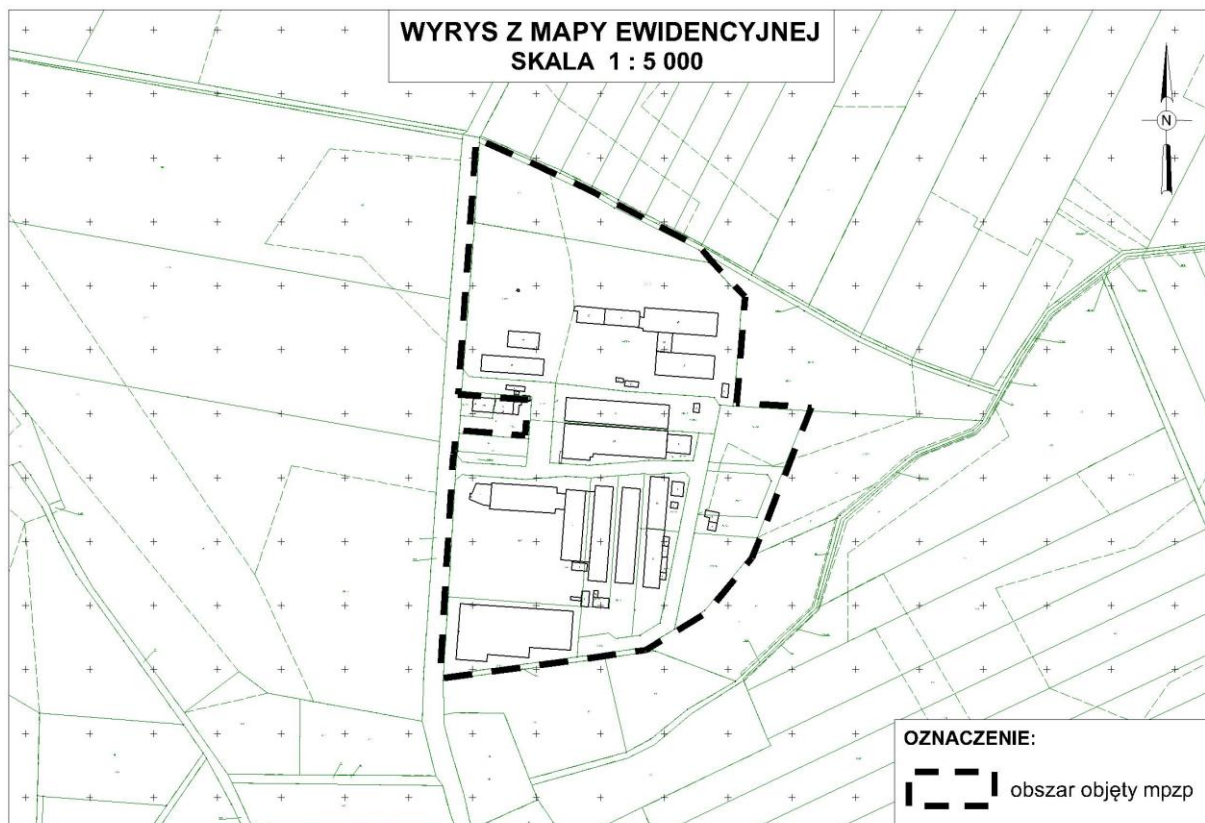 WYRYS Z MAPY EWIDENCYJNEJ
SKALA 1 : 5 000
N
OZNACZENIE:
obszar objęty mpzp